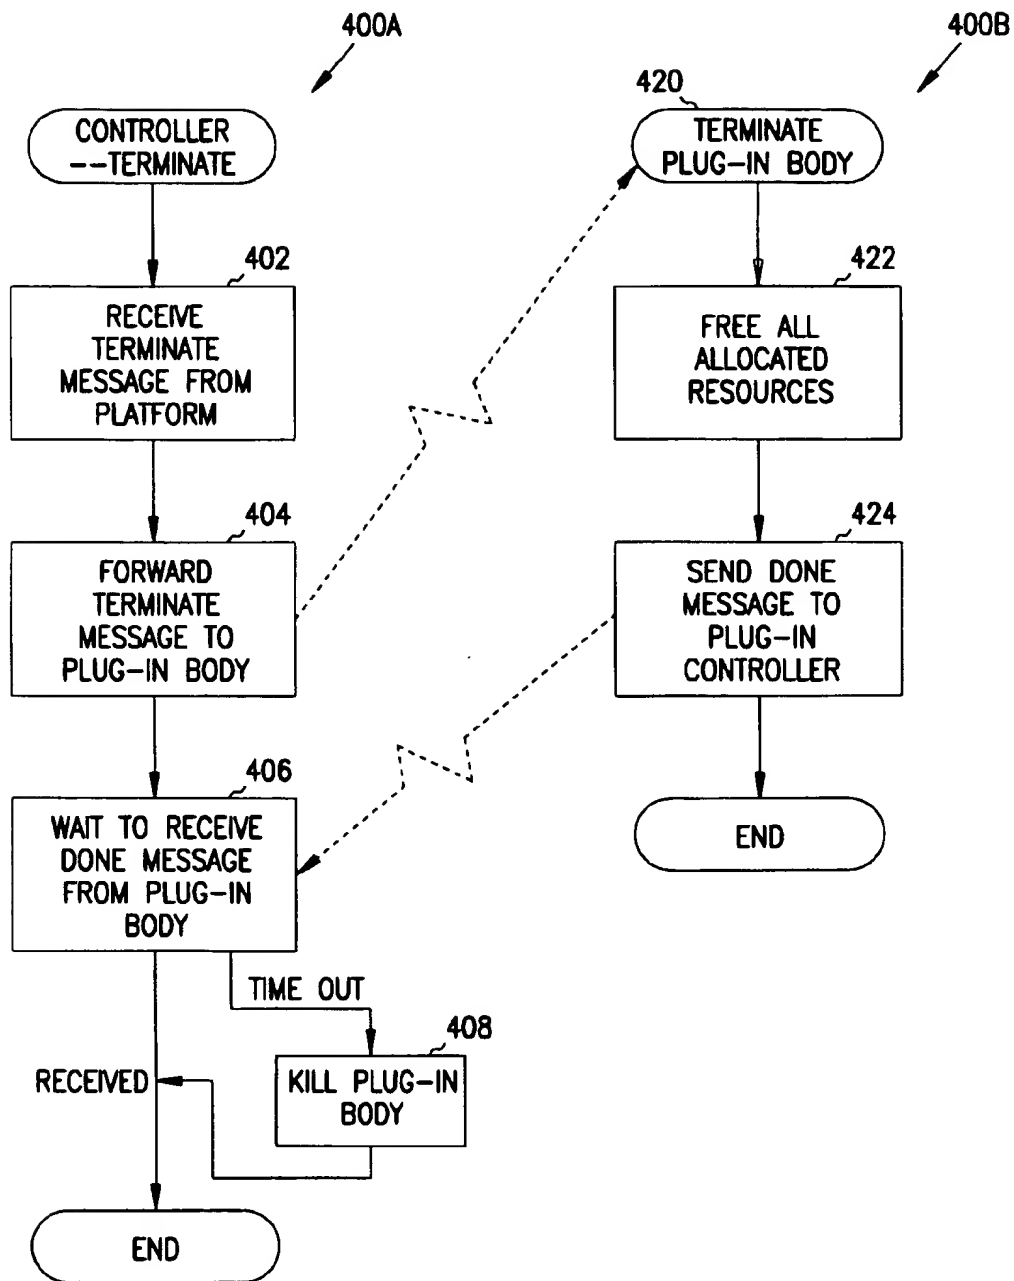 400A
CONTROLLER
--TERMINATE
402
RECEIVE
TERMINATE
MESSAGE FROM
PLATFORM
404
FORWARD
TERMINATE
MESSAGE TO
PLUG-IN BODY
406
WAIT TO RECEIVE
DONE MESSAGE
FROM PLUG-IN
BODY
TIME OUT
408
KILL PLUG-IN
BODY
RECEIVED
END
400B
420
TERMINATE
PLUG-IN BODY
422
FREE ALL
ALLOCATED
RESOURCES
424
SEND DONE
MESSAGE TO
PLUG-IN
CONTROLLER
END